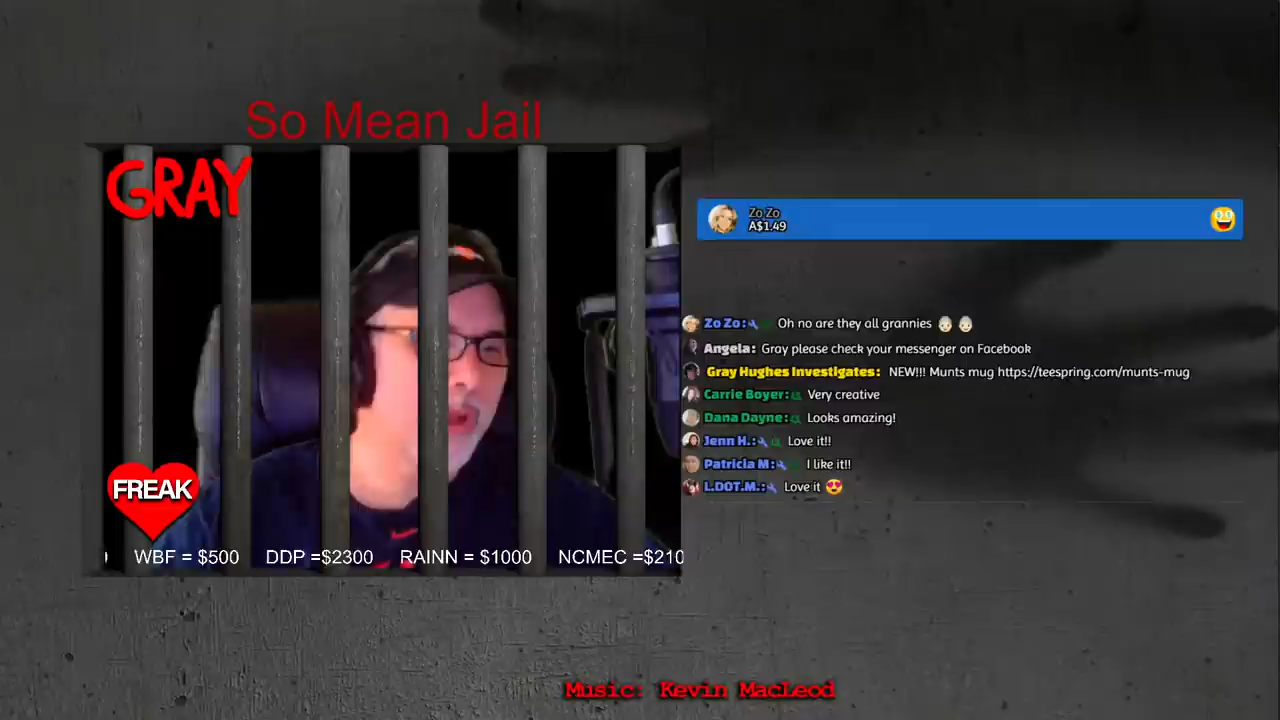 So Mean Jail
GRAY
Zo Zo
A$1.49
Zo Zo: Oh no are they all grannies
Angela: Gray please check your messenger on Facebook
Gray Hughes Investigates: NEW!!! Munts mug https://teespring.com/munts-mug
Carrie Boyer: Very creative
Dana Dayne: Looks amazing!
Jenn H.: Love it!!
Patricia M: I like it!!
L.DOT.M.: Love it
FREAK
) WBF = $500 DDP =$2300 RAINN = $1000 NCMEC =$210
Music: Kevin MacLeod